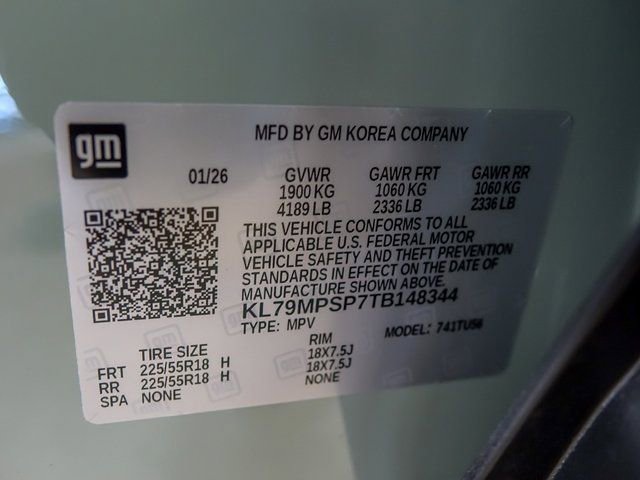 gm
MFD BY GM KOREA COMPANY
01/26 GVWR GAWR FRT GAWR RR
1900 KG 1060 KG 1060 KG
4189 LB 2336 LB 2336 LB
THIS VEHICLE CONFORMS TO ALL
APPLICABLE U.S. FEDERAL MOTOR
VEHICLE SAFETY AND THEFT PREVENTION
STANDARDS IN EFFECT ON THE DATE OF
MANUFACTURE SHOWN ABOVE.
KL79MPSP7TB148344
TYPE: MPV MODEL: 741TU56
TIRE SIZE RIM
FRT 225/55R18 H 18X7.5J
RR 225/55R18 H 18X7.5J
SPA NONE NONE